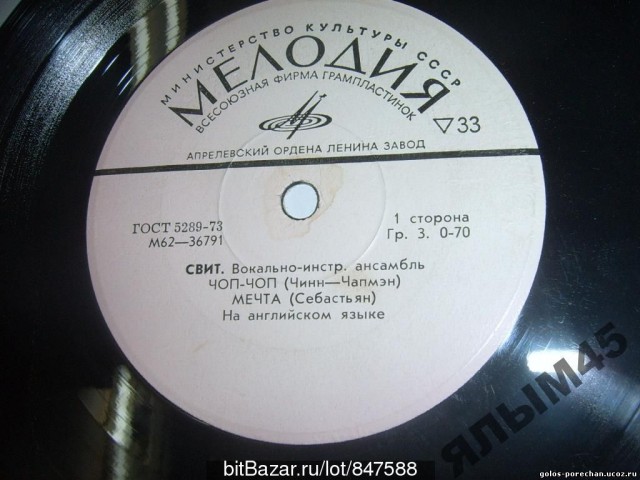 МИНИСТЕРСТВО КУЛЬТУРЫ СССР
МЕЛОДИЯ
ВСЕСОЮЗНАЯ ФИРМА ГРАМПЛАСТИНОК
▽33
АПРЕЛЕВСКИЙ ОРДЕНА ЛЕНИНА ЗАВОД
ГОСТ 5289-73
М62—36791
1 сторона
Гр. 3. 0-70
СВИТ. Вокально-инстр. ансамбль
ЧОП-ЧОП (Чинн—Чапмэн)
МЕЧТА (Себастьян)
На английском языке
ЯЛЫМ45
bitBazar.ru/lot/847588
golos-porechan.ucoz.ru